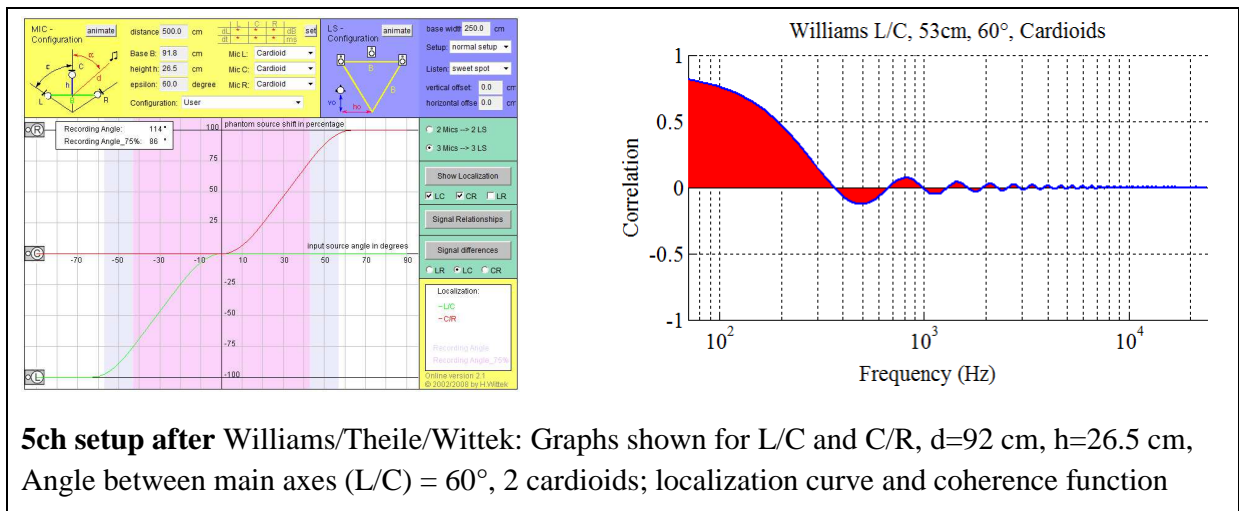 MIC - Configuration
animate
distance 500.0 cm
L C R
dL * * * dB
dt * * * ms
set
Base B: 91.8 cm
Mic L: Cardioid
height h: 26.5 cm
Mic C: Cardioid
epsilon: 60.0 degree
Mic R: Cardioid
Configuration: User
ε α C d h L B R
LS - Configuration
animate
B B
vo ho
base width 250.0 cm
Setup: normal setup
Listen: sweet spot
vertical offset: 0.0 cm
horizontal offse 0.0 cm
R
Recording Angle: 114 °
Recording Angle_75%: 86 °
phantom source shift in percentage
100
75
50
25
input source angle in degrees
C
-70 -50 -30 -10 10 30 50 70 90
-25
-50
-75
-100
L
2 Mics --> 2 LS
3 Mics --> 3 LS
Show Localization
LC CR LR
Signal Relationships
Signal differences
LR LC CR
Localization:
- L/C
- C/R
Recording Angle
Recording Angle_75%
Online version 2.1
© 2002/2008 by H.Wittek
Williams L/C, 53cm, 60°, Cardioids
Correlation
1
0.5
0
-0.5
-1
10² 10³ 10⁴
Frequency (Hz)
5ch setup after Williams/Theile/Wittek: Graphs shown for L/C and C/R, d=92 cm, h=26.5 cm,
Angle between main axes (L/C) = 60°, 2 cardioids; localization curve and coherence function